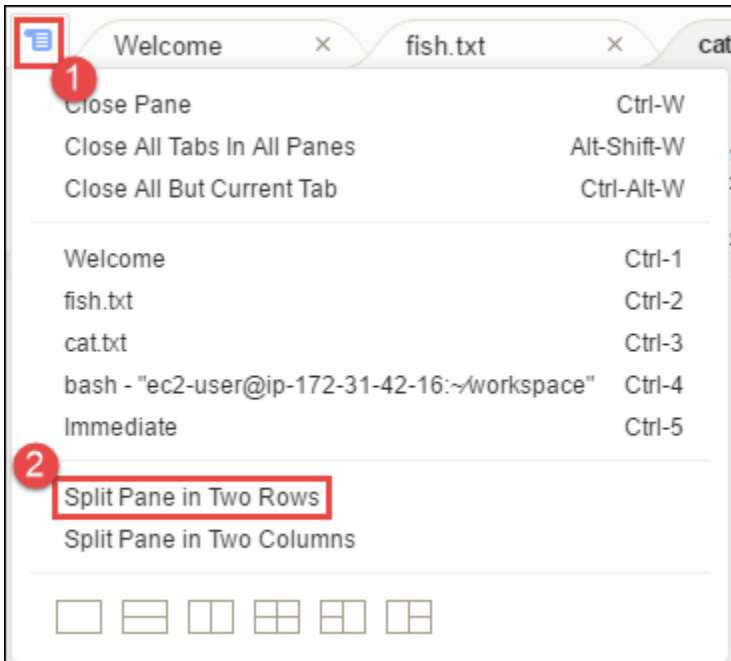 Welcome × fish.txt × cat
1
Close Pane Ctrl-W
Close All Tabs In All Panes Alt-Shift-W
Close All But Current Tab Ctrl-Alt-W
Welcome Ctrl-1
fish.txt Ctrl-2
cat.txt Ctrl-3
bash - "ec2-user@ip-172-31-42-16:~/workspace" Ctrl-4
Immediate Ctrl-5
2
Split Pane in Two Rows
Split Pane in Two Columns